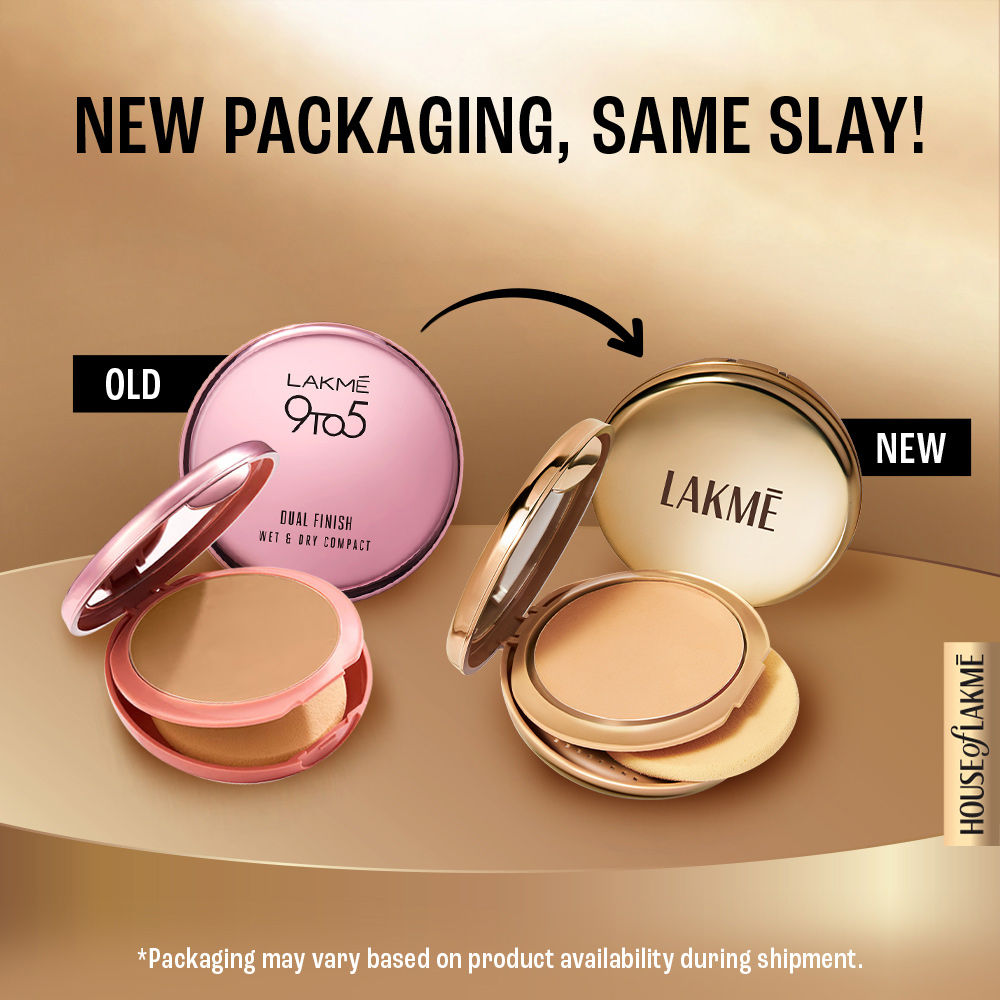 NEW PACKAGING, SAME SLAY!
OLD
LAKMÉ
9TO5
DUAL FINISH
WET & DRY COMPACT
NEW
LAKMĒ
HOUSE of LAKMĒ
*Packaging may vary based on product availability during shipment.